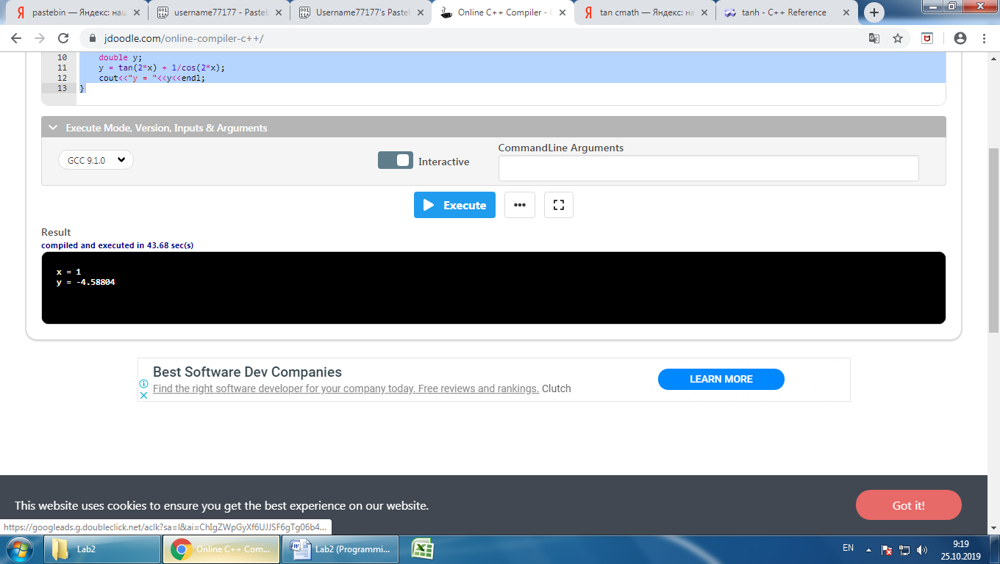 pastebin — Яндекс: наш
username77177 - Pasteb
Username77177's Pastel
Online C++ Compiler - 
tan cmath — Яндекс: на
tanh - C++ Reference
jdoodle.com/online-compiler-c++/
10 double y;
11 y = tan(2*x) + 1/cos(2*x);
12 cout<<"y = "<<y<<endl;
13 }
Execute Mode, Version, Inputs & Arguments
CommandLine Arguments
GCC 9.1.0
Interactive
Execute
Result
compiled and executed in 43.68 sec(s)
x = 1
y = -4.58804
Best Software Dev Companies
Find the right software developer for your company today. Free reviews and rankings. Clutch
LEARN MORE
This website uses cookies to ensure you get the best experience on our website.
Got it!
https://googleads.g.doubleclick.net/aclk?sa=l&ai=ChIgZWpGyXf6UJJSF6gTg06b4...
Lab2
Online C++ Com...
Lab2 (Programmi...
EN
9:19
25.10.2019